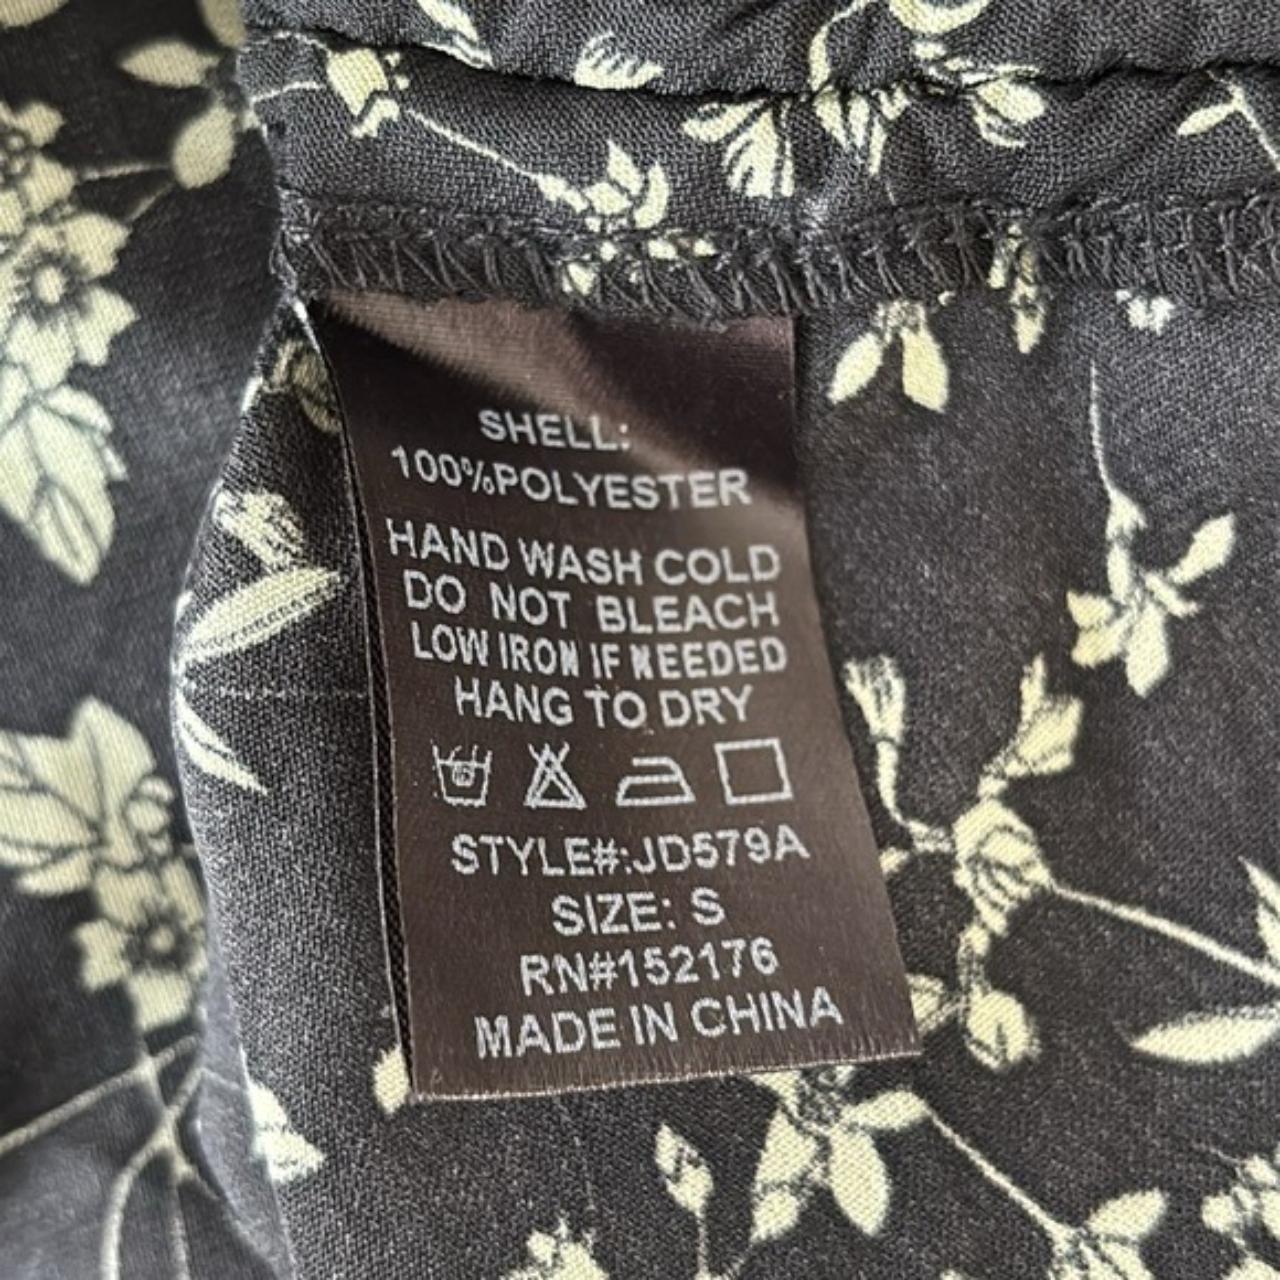 SHELL:
100%POLYESTER
HAND WASH COLD
DO NOT BLEACH
LOW IRON IF NEEDED
HANG TO DRY
STYLE#:JD579A
SIZE: S
RN#152176
MADE IN CHINA